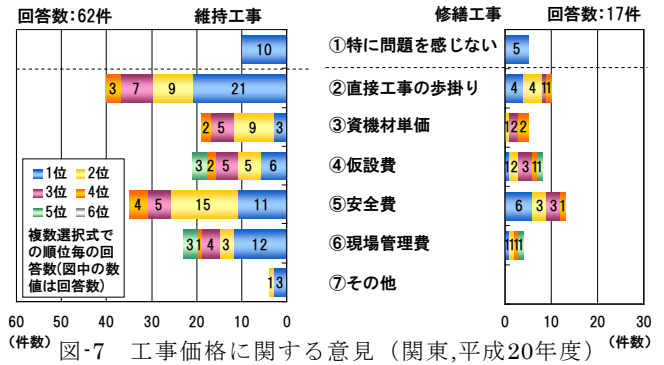 回答数:62件 維持工事 修繕工事 回答数:17件
10 ①特に問題を感じない 5
3 7 9 21 ②直接工事の歩掛り 4 4 1 1
2 5 9 3 ③資機材単価 1 2 2
3 2 5 5 6 ④仮設費 1 2 3 1 1
4 5 15 11 ⑤安全費 6 3 3 1
3 1 4 3 12 ⑥現場管理費 1 1 1 1
1 3 ⑦その他
1位 2位
3位 4位
5位 6位
複数選択式で
の順位毎の回
答数(図中の数
値は回答数)
60 50 40 30 20 10 0 0 10 20 30
(件数) (件数)
図-7 工事価格に関する意見（関東,平成20年度）